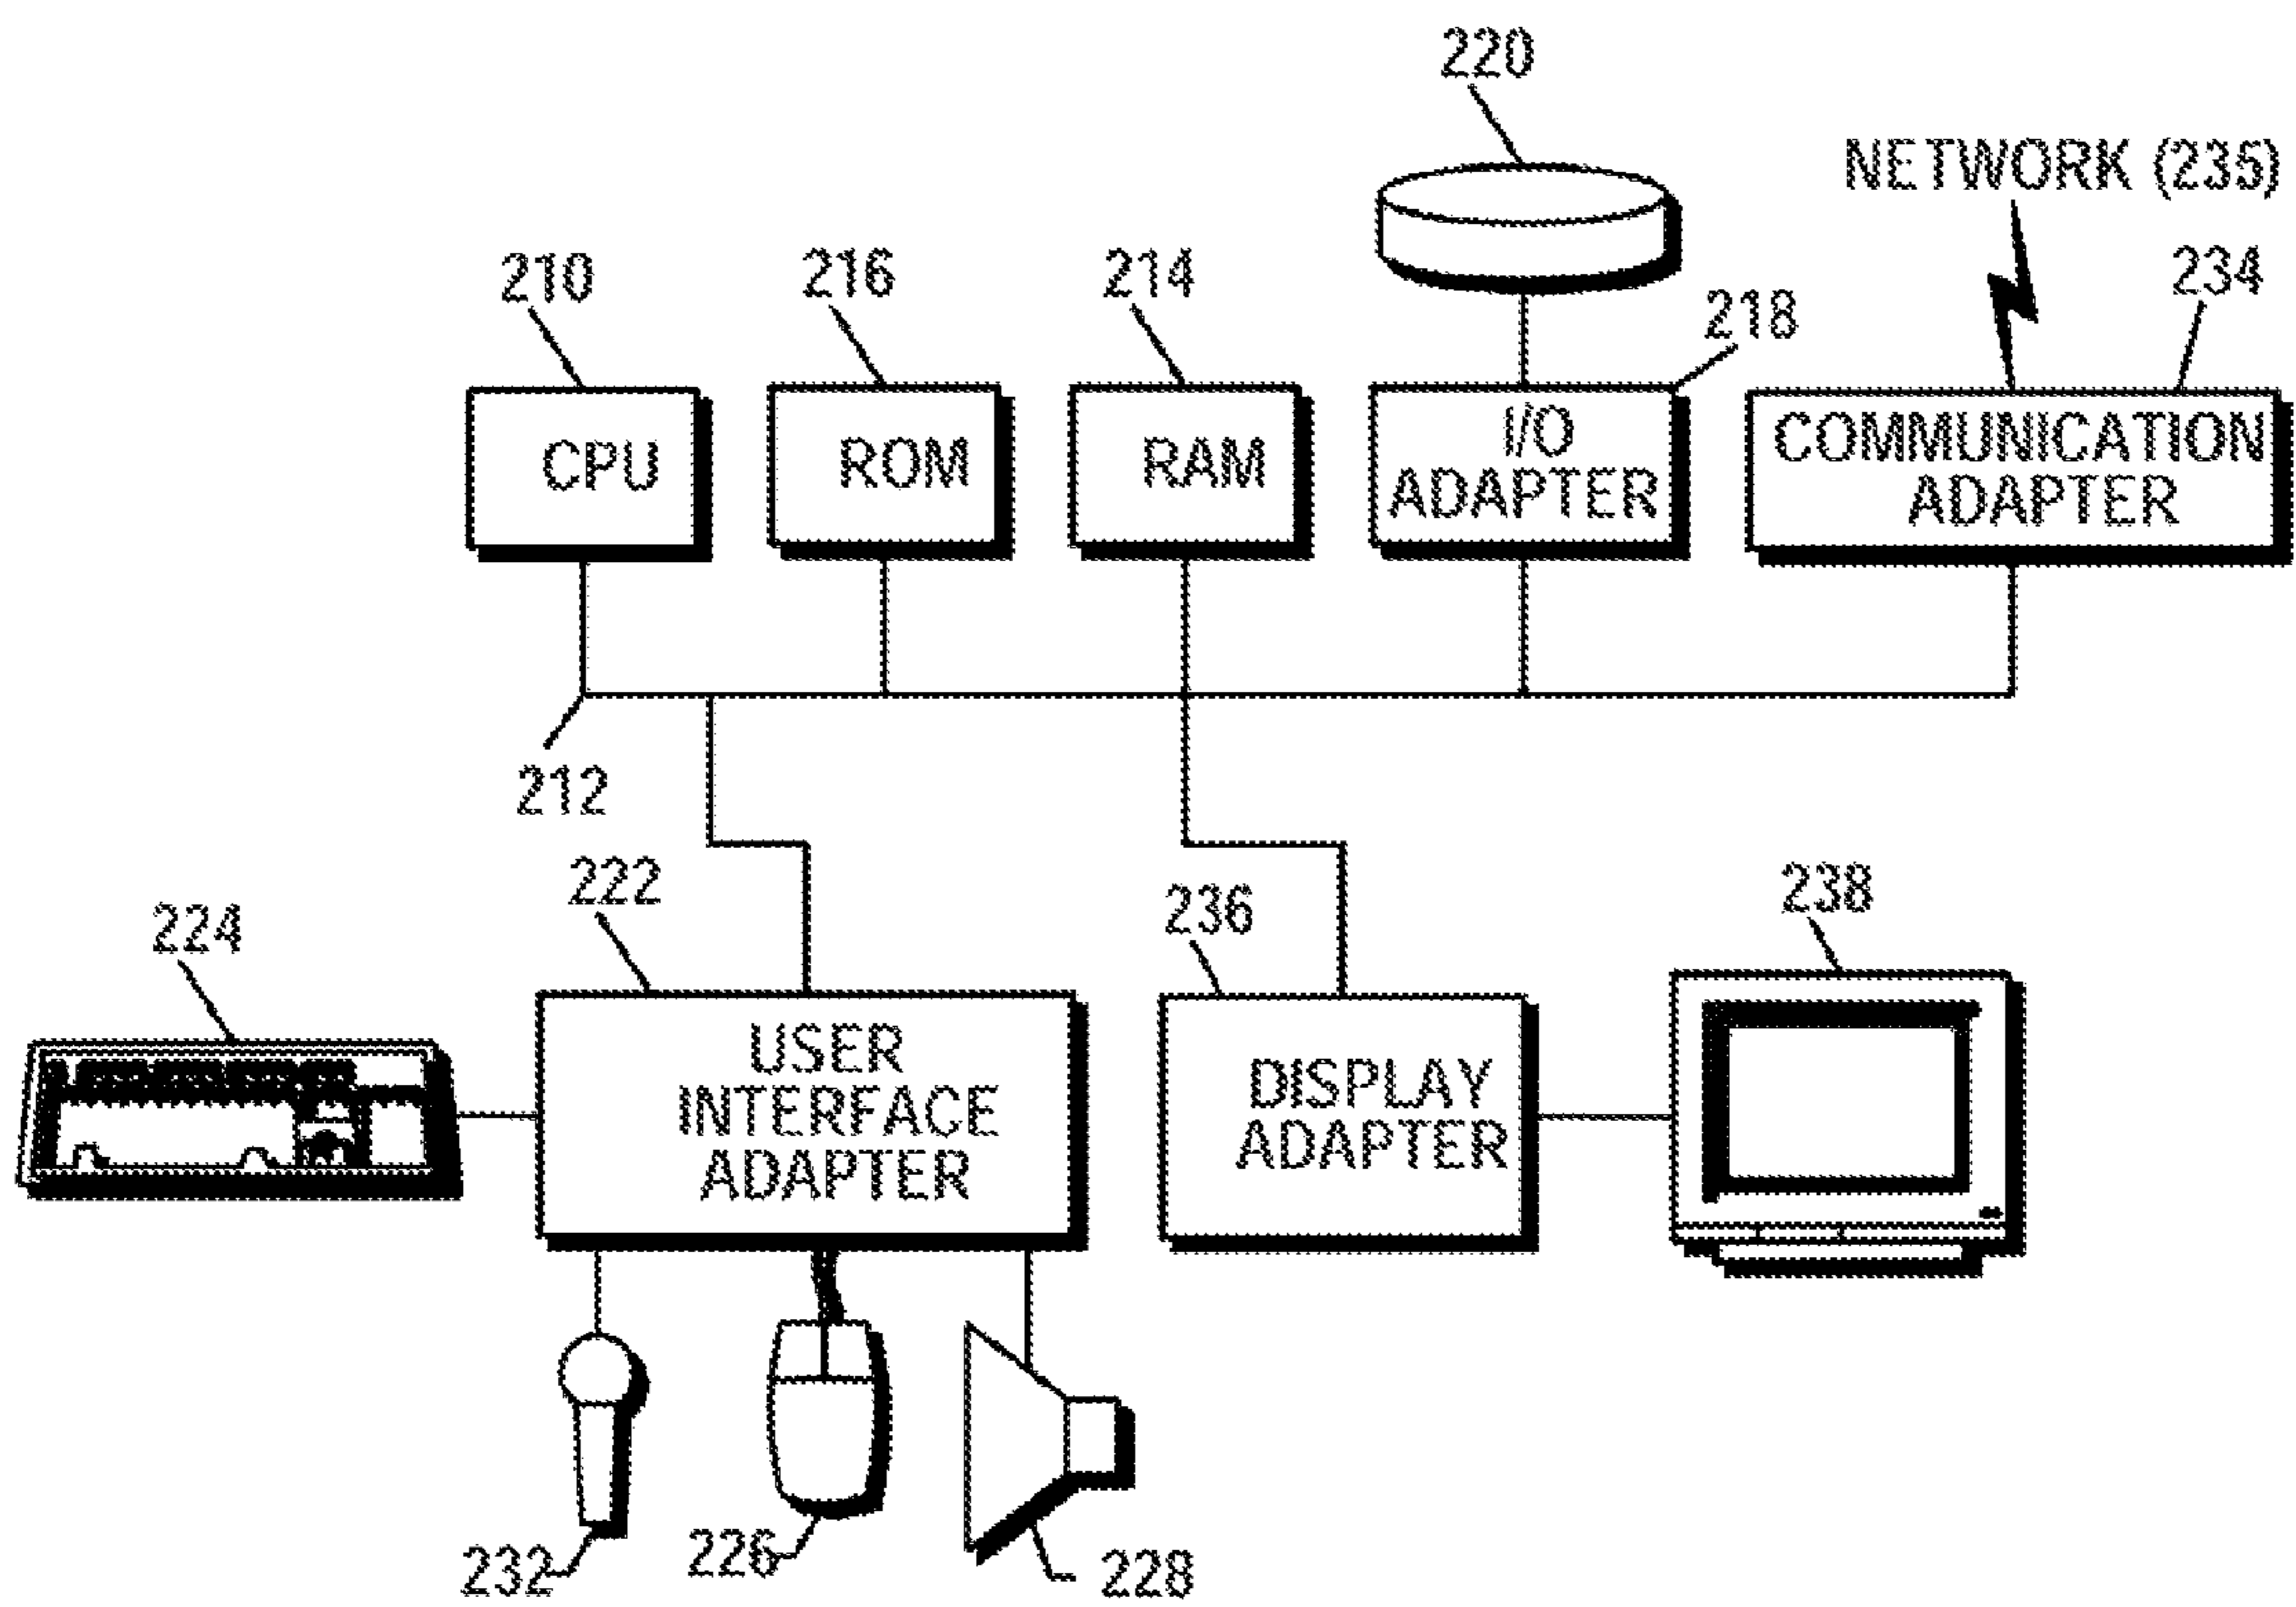 220
NETWORK (235)
210
216
214
218
234
CPU
ROM
RAM
I/O
ADAPTER
COMMUNICATION
ADAPTER
212
222
236
238
224
USER
INTERFACE
ADAPTER
DISPLAY
ADAPTER
232
226
228